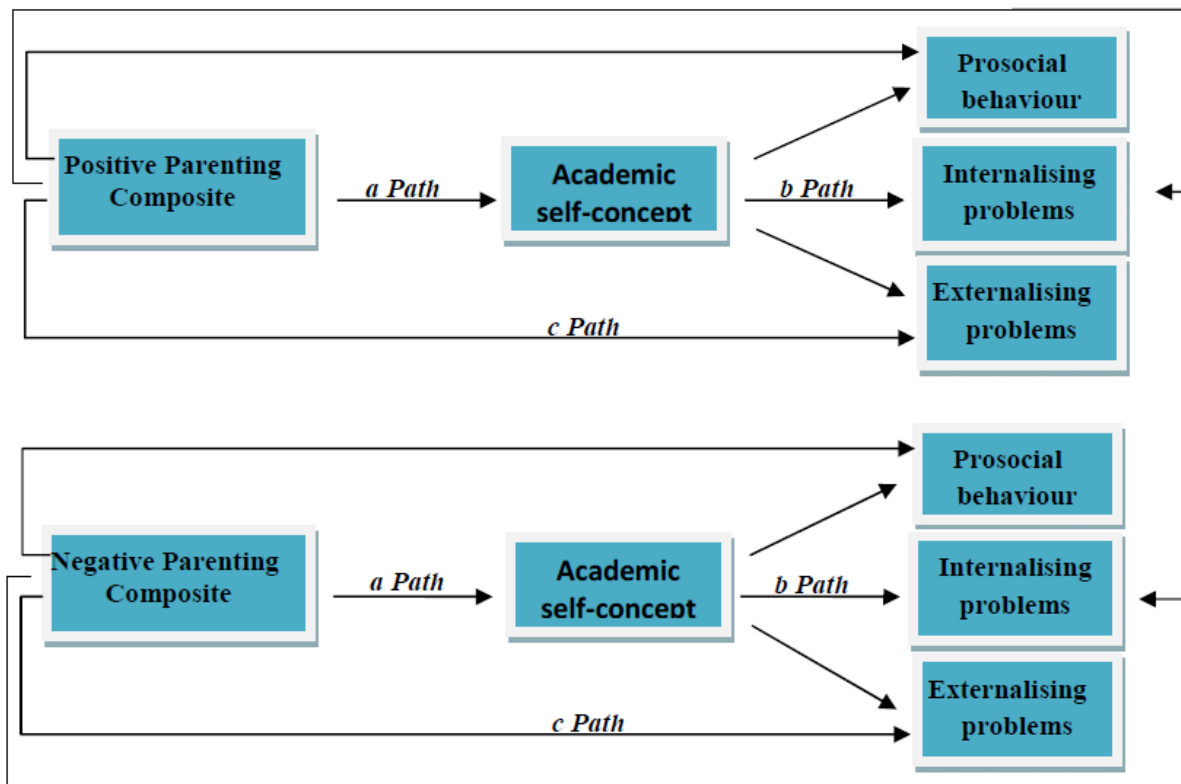 Prosocial
behaviour
Positive Parenting
Composite
a Path
Academic
self-concept
b Path
Internalising
problems
Externalising
problems
c Path
Prosocial
behaviour
Negative Parenting
Composite
a Path
Academic
self-concept
b Path
Internalising
problems
Externalising
problems
c Path